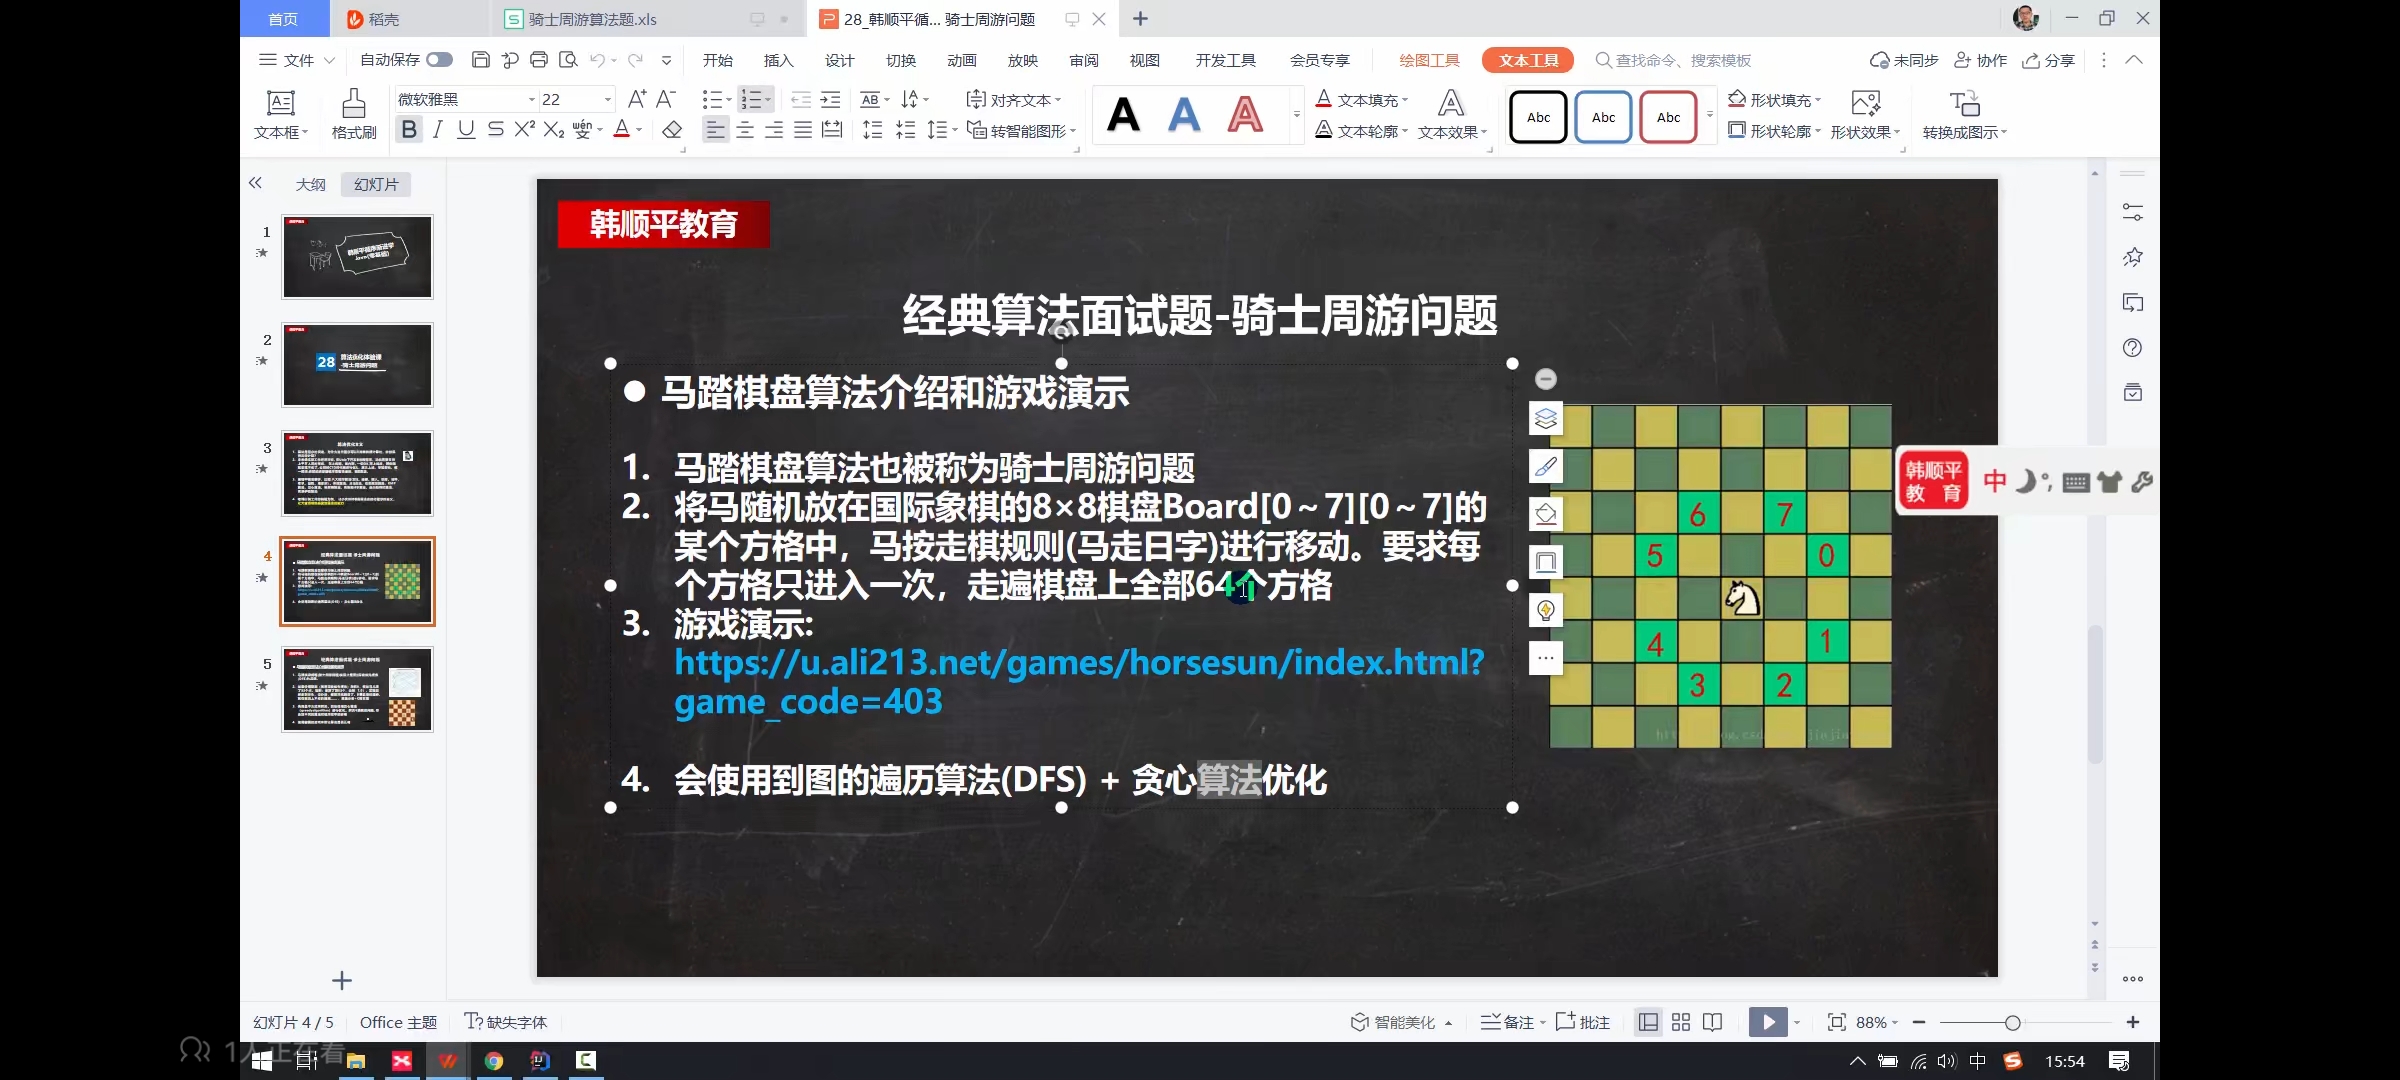 首页
稻壳
骑士周游算法题.xls
28_韩顺平循... 骑士周游问题
文件
自动保存
开始
插入
设计
切换
动画
放映
审阅
视图
开发工具
会员专享
绘图工具
文本工具
查找命令、搜索模板
未同步
协作
分享
文本框
格式刷
微软雅黑
22
对齐文本
转智能图形
文本填充
文本轮廓
文本效果
Abc
Abc
Abc
形状填充
形状轮廓
形状效果
转换成图示
大纲
幻灯片
1
2
28
3
4
5
韩顺平教育
经典算法面试题-骑士周游问题
● 马踏棋盘算法介绍和游戏演示
1. 马踏棋盘算法也被称为骑士周游问题
2. 将马随机放在国际象棋的8×8棋盘Board[0～7][0～7]的
某个方格中，马按走棋规则(马走日字)进行移动。要求每
个方格只进入一次，走遍棋盘上全部64个方格
3. 游戏演示:
https://u.ali213.net/games/horsesun/index.html?
game_code=403
4. 会使用到图的遍历算法(DFS) + 贪心算法优化
6 7
5 0
4 1
3 2
韩顺平
教 育
中
幻灯片 4 / 5
Office 主题
缺失字体
智能美化
备注
批注
88%
1人正在看
中
15:54